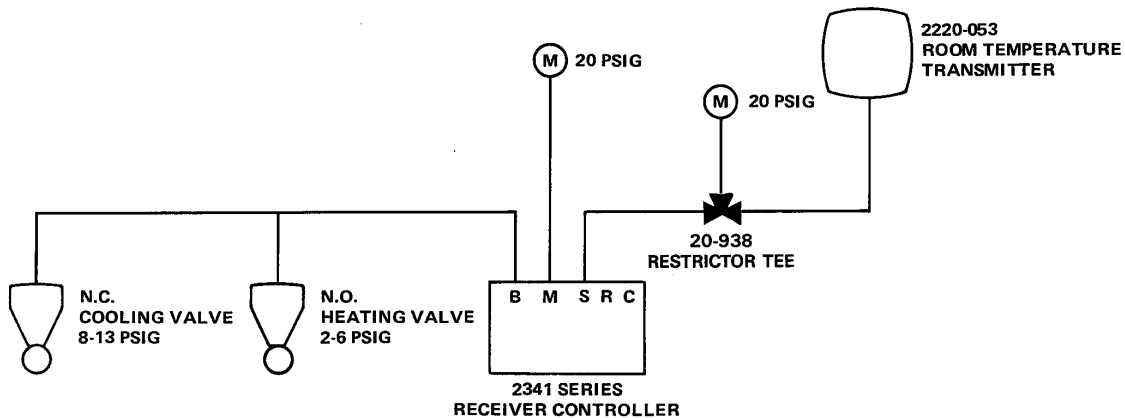 2220-053
ROOM TEMPERATURE
TRANSMITTER
M 20 PSIG
M 20 PSIG
20-938
RESTRICTOR TEE
B M S R C
N.C.
COOLING VALVE
8-13 PSIG
N.O.
HEATING VALVE
2-6 PSIG
2341 SERIES
RECEIVER CONTROLLER